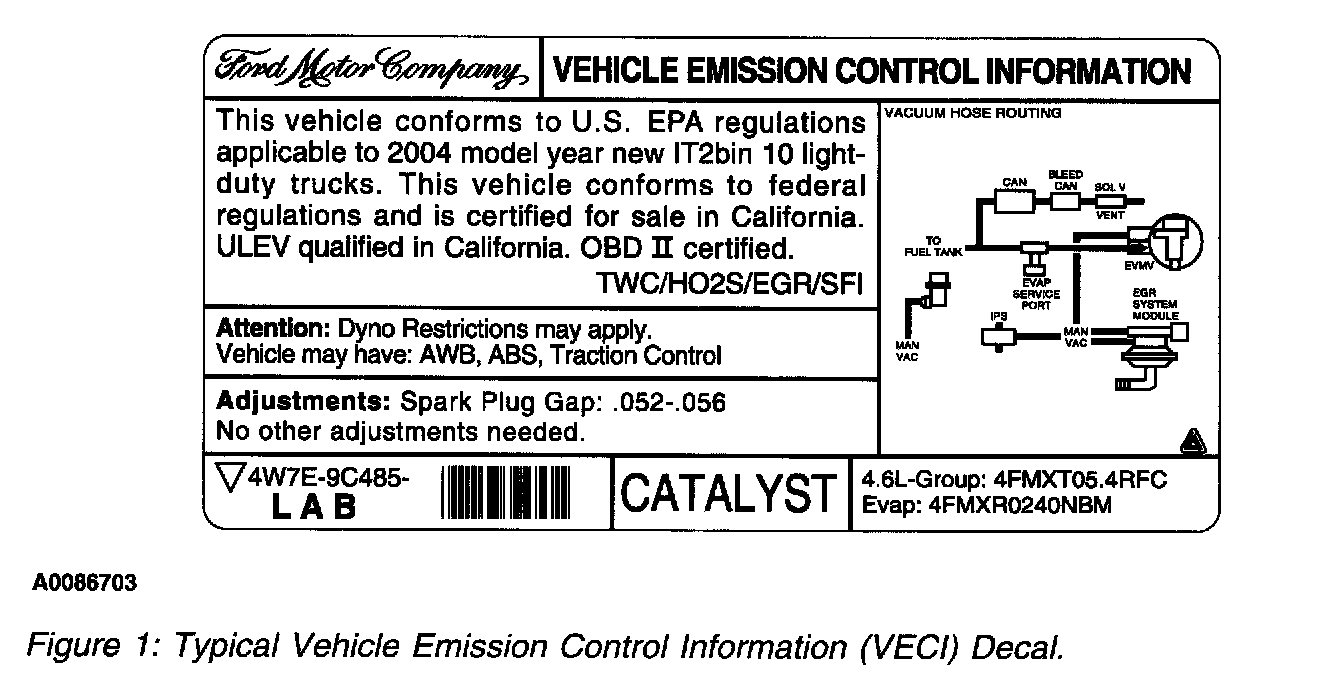 Ford Motor Company,
VEHICLE EMISSION CONTROL INFORMATION
This vehicle conforms to U.S. EPA regulations
applicable to 2004 model year new IT2bin 10 light-
duty trucks. This vehicle conforms to federal
regulations and is certified for sale in California.
ULEV qualified in California. OBD II certified.
TWC/HO2S/EGR/SFI
Attention: Dyno Restrictions may apply.
Vehicle may have: AWB, ABS, Traction Control
Adjustments: Spark Plug Gap: .052-.056
No other adjustments needed.
VACUUM HOSE ROUTING
CAN
BLEED
CAN
SOL V
VENT
TO
FUEL TANK
EVMV
EVAP
SERVICE
PORT
EGR
SYSTEM
MODULE
IPS
MAN
VAC
MAN
VAC
4W7E-9C485-
LAB
CATALYST
4.6L-Group: 4FMXT05.4RFC
Evap: 4FMXR0240NBM
A0086703
Figure 1: Typical Vehicle Emission Control Information (VECI) Decal.